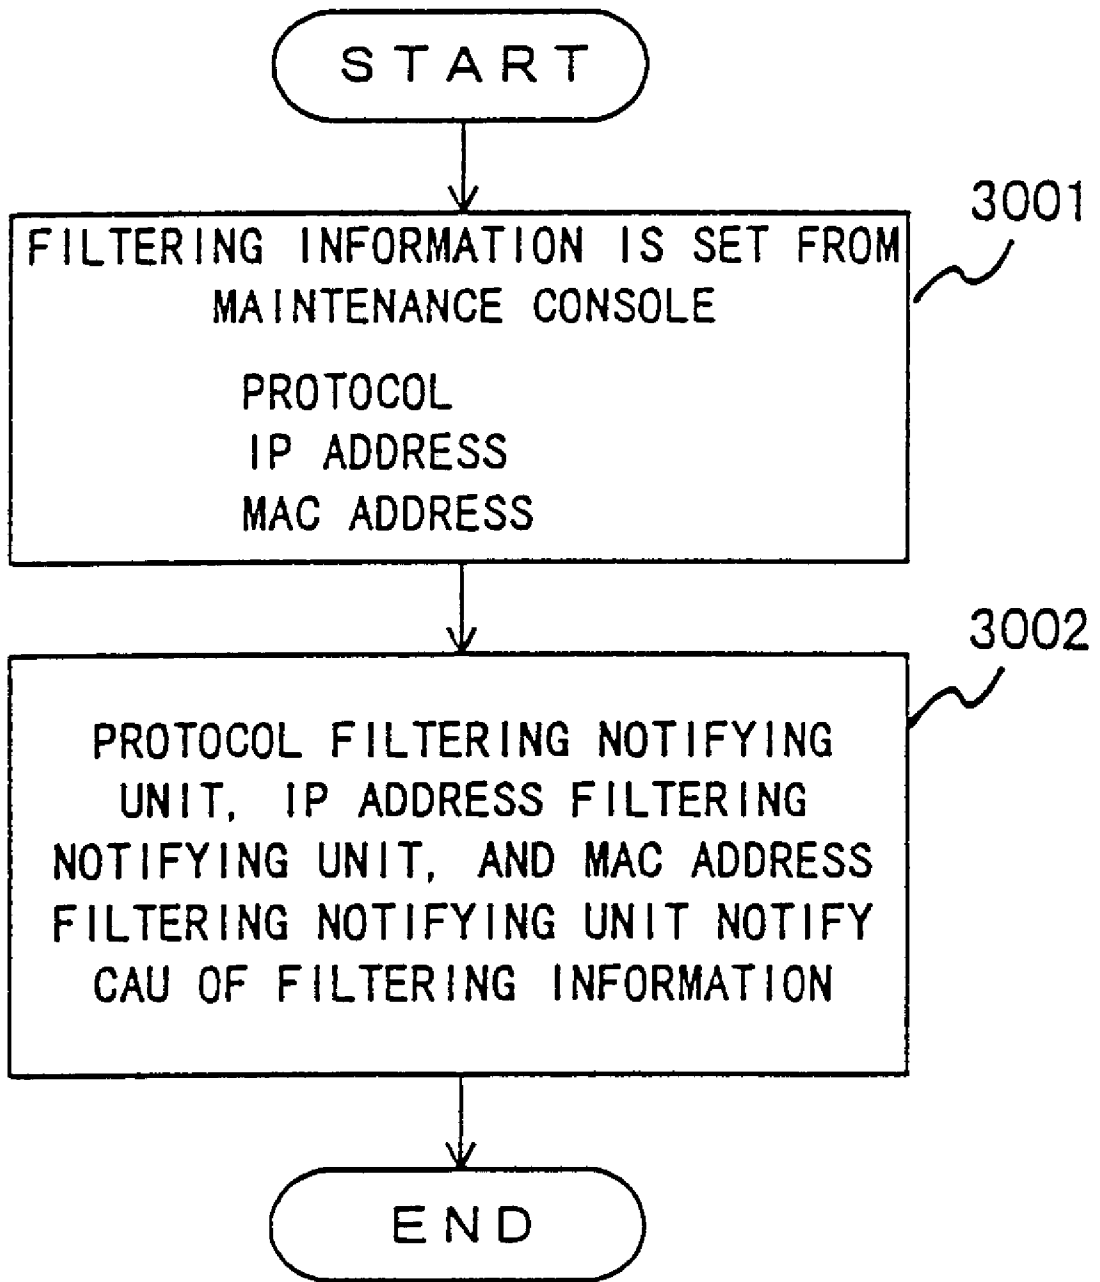 START
3001
FILTERING INFORMATION IS SET FROM
MAINTENANCE CONSOLE
PROTOCOL
IP ADDRESS
MAC ADDRESS
3002
PROTOCOL FILTERING NOTIFYING
UNIT, IP ADDRESS FILTERING
NOTIFYING UNIT, AND MAC ADDRESS
FILTERING NOTIFYING UNIT NOTIFY
CAU OF FILTERING INFORMATION
END